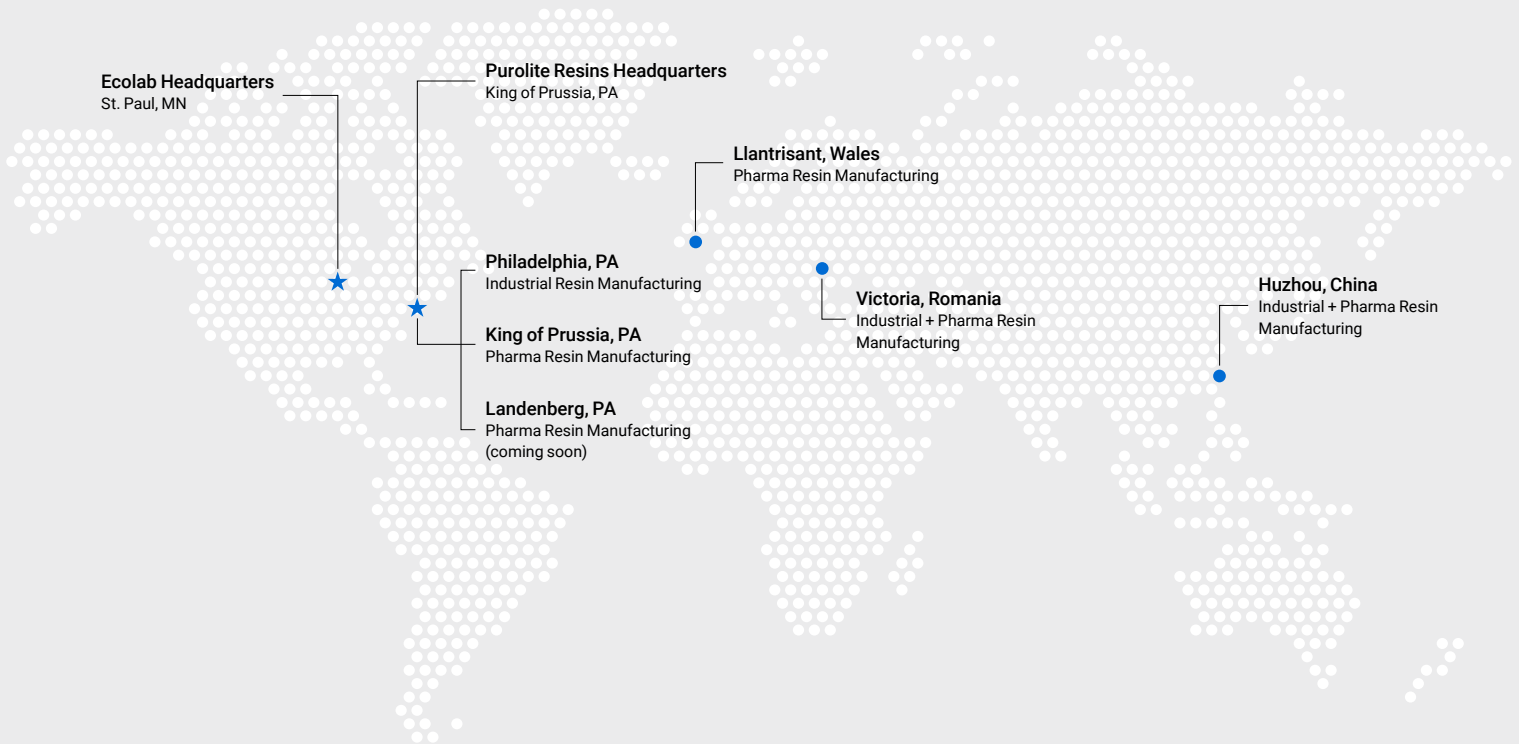 Ecolab Headquarters
St. Paul, MN
Purolite Resins Headquarters
King of Prussia, PA
Llantrisant, Wales
Pharma Resin Manufacturing
Philadelphia, PA
Industrial Resin Manufacturing
King of Prussia, PA
Pharma Resin Manufacturing
Landenberg, PA
Pharma Resin Manufacturing
(coming soon)
Victoria, Romania
Industrial + Pharma Resin
Manufacturing
Huzhou, China
Industrial + Pharma Resin
Manufacturing